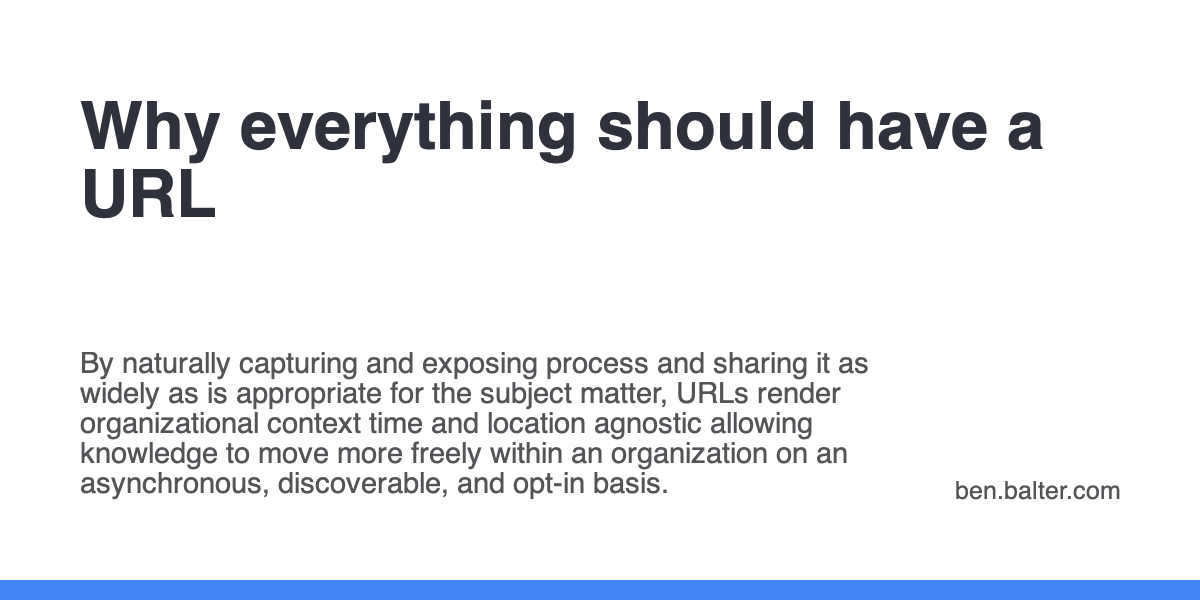 Why everything should have a
URL
By naturally capturing and exposing process and sharing it as
widely as is appropriate for the subject matter, URLs render
organizational context time and location agnostic allowing
knowledge to move more freely within an organization on an
asynchronous, discoverable, and opt-in basis.
ben.balter.com